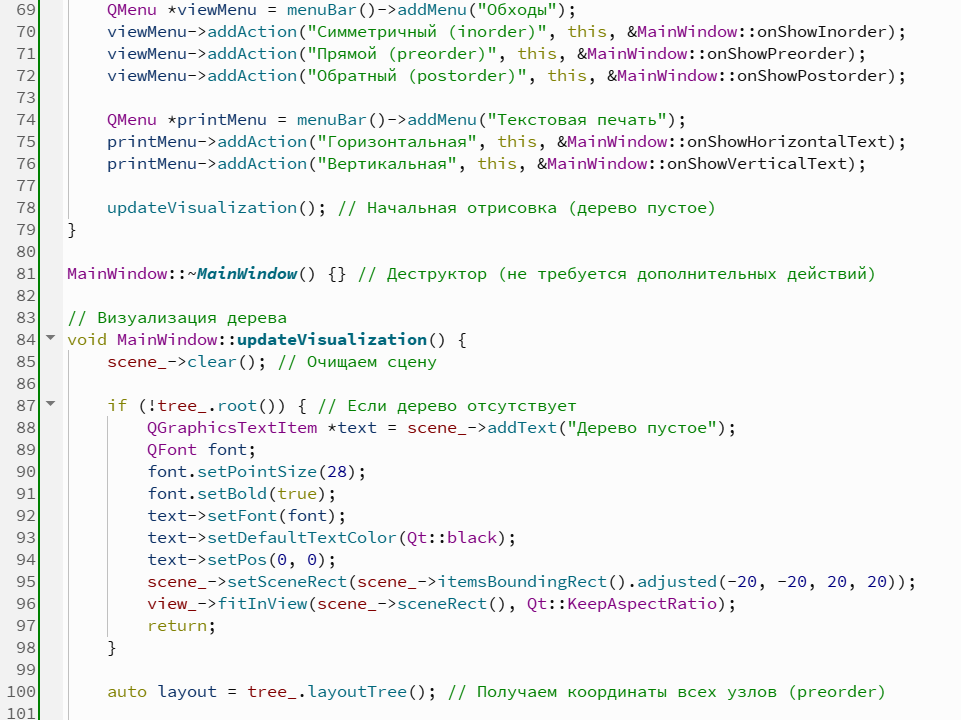 69 QMenu *viewMenu = menuBar()->addMenu("Обходы");
70 viewMenu->addAction("Симметричный (inorder)", this, &MainWindow::onShowInorder);
71 viewMenu->addAction("Прямой (preorder)", this, &MainWindow::onShowPreorder);
72 viewMenu->addAction("Обратный (postorder)", this, &MainWindow::onShowPostorder);
73
74 QMenu *printMenu = menuBar()->addMenu("Текстовая печать");
75 printMenu->addAction("Горизонтальная", this, &MainWindow::onShowHorizontalText);
76 printMenu->addAction("Вертикальная", this, &MainWindow::onShowVerticalText);
77
78 updateVisualization(); // Начальная отрисовка (дерево пустое)
79 }
80
81 MainWindow::~MainWindow() {} // Деструктор (не требуется дополнительных действий)
82
83 // Визуализация дерева
84 void MainWindow::updateVisualization() {
85 scene_->clear(); // Очищаем сцену
86
87 if (!tree_.root()) { // Если дерево отсутствует
88 QGraphicsTextItem *text = scene_->addText("Дерево пустое");
89 QFont font;
90 font.setPointSize(28);
91 font.setBold(true);
92 text->setFont(font);
93 text->setDefaultTextColor(Qt::black);
94 text->setPos(0, 0);
95 scene_->setSceneRect(scene_->itemsBoundingRect().adjusted(-20, -20, 20, 20));
96 view_->fitInView(scene_->sceneRect(), Qt::KeepAspectRatio);
97 return;
98 }
99
100 auto layout = tree_.layoutTree(); // Получаем координаты всех узлов (preorder)
101